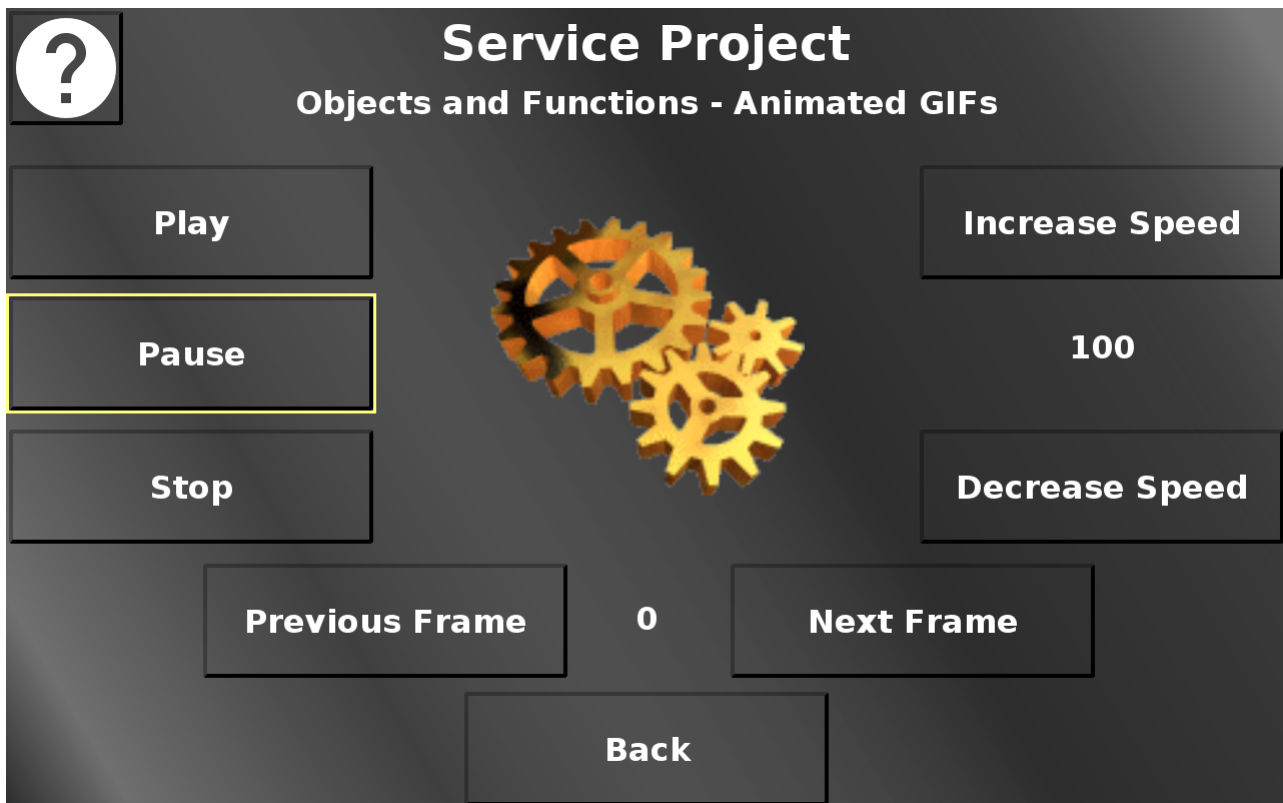 ?
Service Project
Objects and Functions - Animated GIFs
Play
Increase Speed
Pause
100
Stop
Decrease Speed
Previous Frame
0
Next Frame
Back